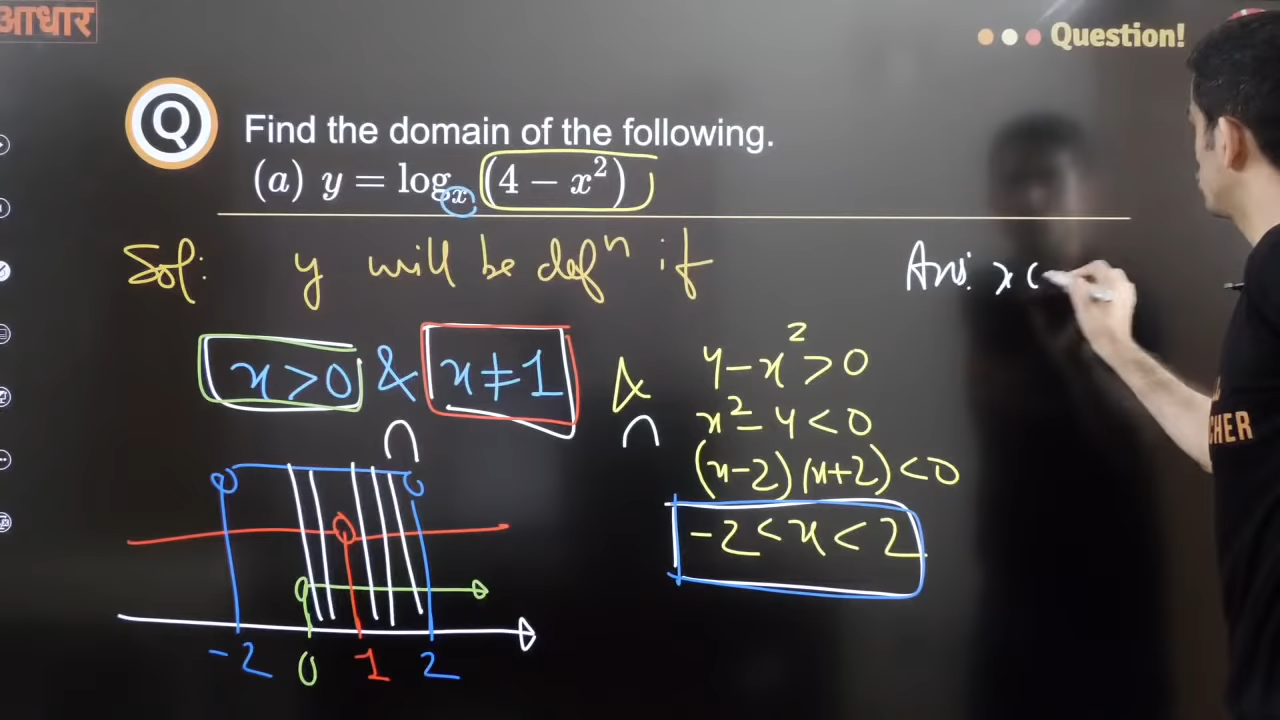 आधार
Question!
Q
Find the domain of the following.
(a) y = logₓ (4 − x²)
Sol: y will be defⁿ if
Ans: x (
x > 0 & x ≠ 1 & 4 − x² > 0
∩ ∩
x² − 4 < 0
(x−2)(x+2) < 0
-2 < x < 2
-2 0 1 2
CHER